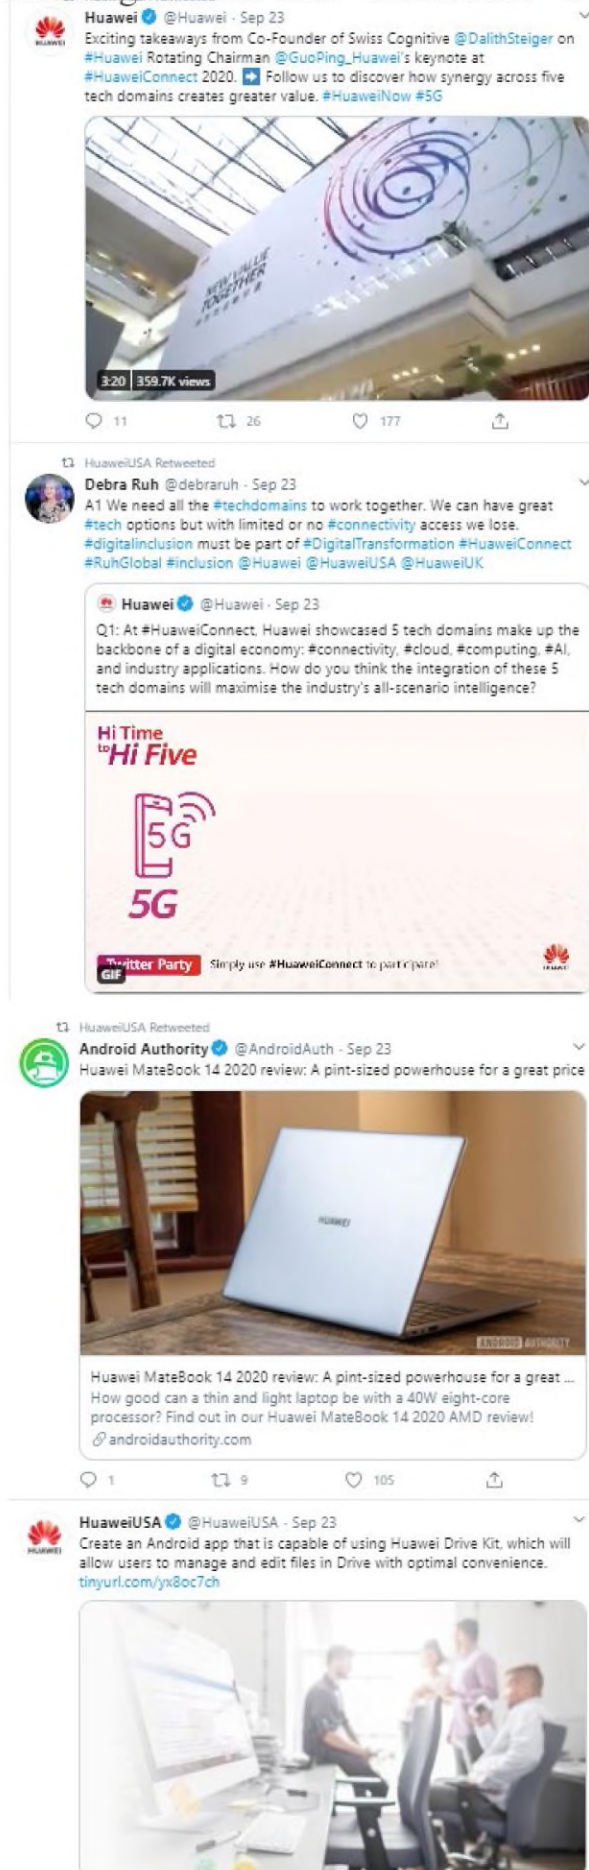 Huawei @Huawei · Sep 23
Exciting takeaways from Co-Founder of Swiss Cognitive @DalithSteiger on
#Huawei Rotating Chairman @GuoPing_Huawei's keynote at
#HuaweiConnect 2020. ➡ Follow us to discover how synergy across five
tech domains creates greater value. #HuaweiNow #5G
NEW VALUE
TOGETHER
3:20 359.7K views
11 26 177
HuaweiUSA Retweeted
Debra Ruh @debraruh · Sep 23
A1 We need all the #techdomains to work together. We can have great
#tech options but with limited or no #connectivity access we lose.
#digitalinclusion must be part of #DigitalTransformation #HuaweiConnect
#RuhGlobal #inclusion @Huawei @HuaweiUSA @HuaweiUK
Huawei @Huawei · Sep 23
Q1: At #HuaweiConnect, Huawei showcased 5 tech domains make up the
backbone of a digital economy: #connectivity, #cloud, #computing, #AI,
and industry applications. How do you think the integration of these 5
tech domains will maximise the industry's all-scenario intelligence?
Hi Time
to Hi Five
5G
5G
Twitter Party Simply use #HuaweiConnect to participate!
GIF
HUAWEI
HuaweiUSA Retweeted
Android Authority @AndroidAuth · Sep 23
Huawei MateBook 14 2020 review: A pint-sized powerhouse for a great price
HUAWEI
ANDROID AUTHORITY
Huawei MateBook 14 2020 review: A pint-sized powerhouse for a great ...
How good can a thin and light laptop be with a 40W eight-core
processor? Find out in our Huawei MateBook 14 2020 AMD review!
androidauthority.com
1 9 105
HuaweiUSA @HuaweiUSA · Sep 23
HUAWEI
Create an Android app that is capable of using Huawei Drive Kit, which will
allow users to manage and edit files in Drive with optimal convenience.
tinyurl.com/yx8oc7ch